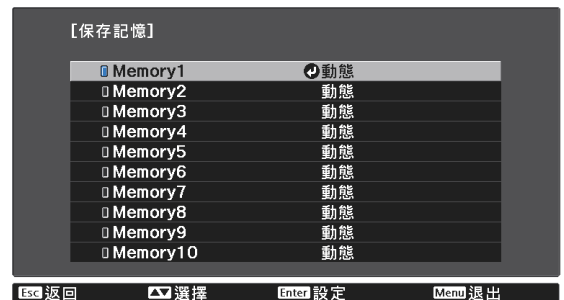 [保存記憶]
Memory1 動態
Memory2 動態
Memory3 動態
Memory4 動態
Memory5 動態
Memory6 動態
Memory7 動態
Memory8 動態
Memory9 動態
Memory10 動態
Esc 返回 選擇 Enter 設定 Menu 退出